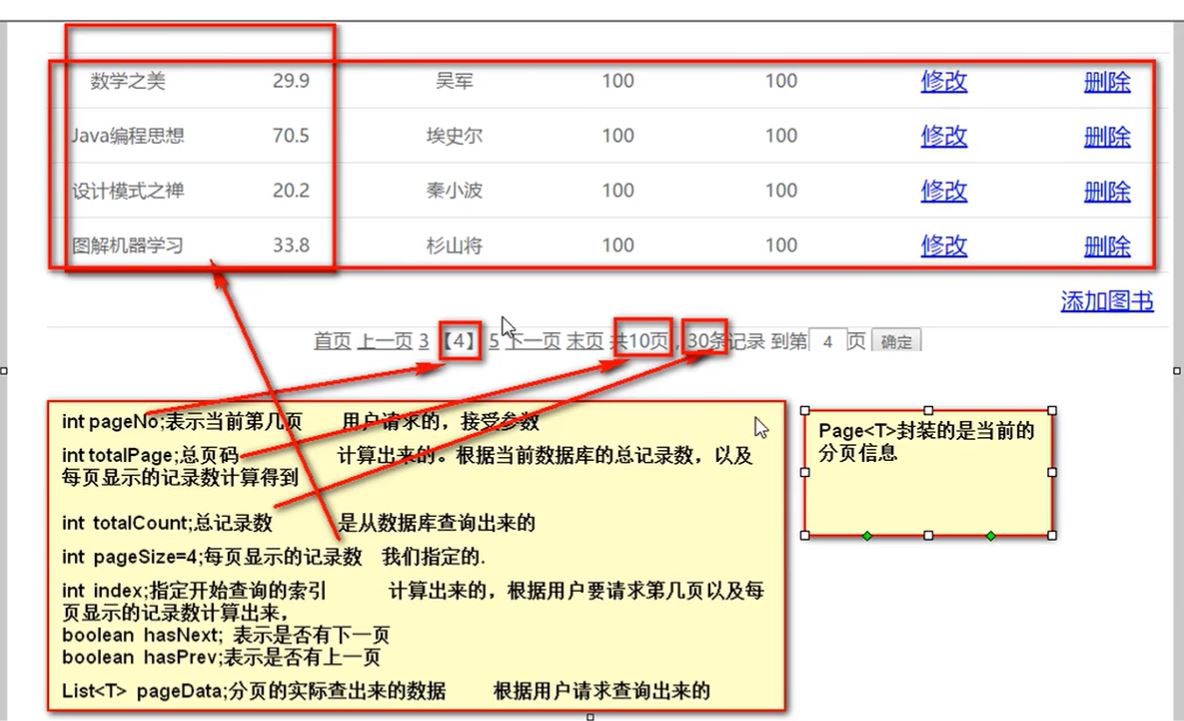 数学之美 29.9 吴军 100 100 修改 删除
Java编程思想 70.5 埃史尔 100 100 修改 删除
设计模式之禅 20.2 秦小波 100 100 修改 删除
图解机器学习 33.8 杉山将 100 100 修改 删除
添加图书
首页 上一页 3 【4】 5 下一页 末页 共10页，30条记录 到第 4 页 确定
int pageNo;表示当前第几页 用户请求的，接受参数
int totalPage;总页码 计算出来的。根据当前数据库的总记录数，以及
每页显示的记录数计算得到
int totalCount;总记录数 是从数据库查询出来的
int pageSize=4;每页显示的记录数 我们指定的.
int index;指定开始查询的索引 计算出来的，根据用户要请求第几页以及每
页显示的记录数计算出来，
boolean hasNext; 表示是否有下一页
boolean hasPrev;表示是否有上一页
List<T> pageData;分页的实际查出来的数据 根据用户请求查询出来的
Page<T>封装的是当前的
分页信息